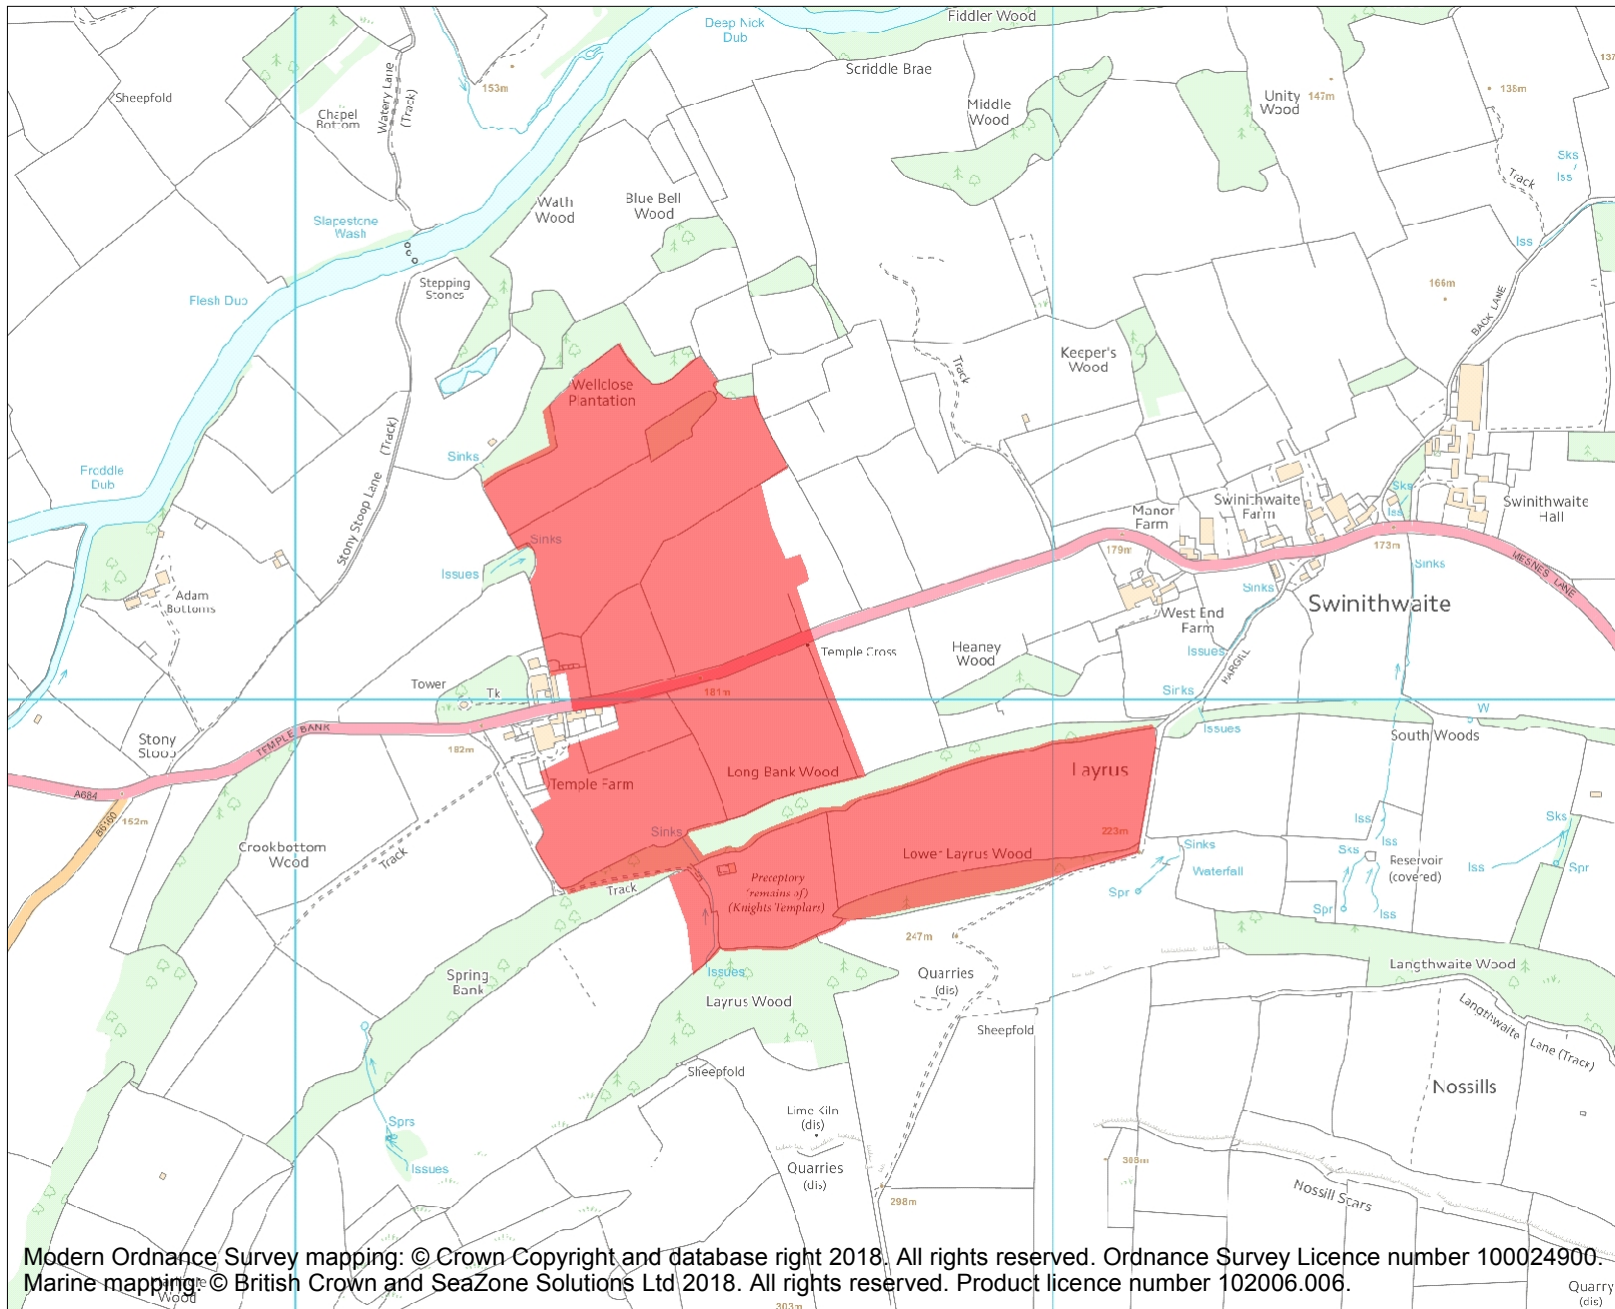 Deep Nick
Dub
Fiddler Wood
Scriddle Brae
Sheepfold
153m
Watery Lane
(Track)
Chapel
Bottom
Middle
Wood
Unity
Wood
147m
138m
137
Sks
Iss
Track
Iss
Slapestone
Wash
Wath
Wood
Blue Bell
Wood
Stepping
Stones
Flesh Dub
166m
BACK LANE
Keeper's
Wood
Track
Wellclose
Plantation
Sinks
Froddle
Dub
Stony Stoop Lane
(Track)
Sinks
Issues
Adam
Bottoms
Manor
Farm
179m
Swinithwaite
Farm
Sks
Iss
Swinithwaite
Hall
173m
MESNES LANE
Sinks
Sinks
Swinithwaite
West End
Farm
Issues
HARGILL
Temple Cross
Heaney
Wood
Tower
Tk
181m
Sinks
Issues
W
South Woods
Stony
Stoop
TEMPLE BANK
182m
A684
B6160
152m
Temple Farm
Long Bank Wood
Layrus
223m
Sinks
Lower Layrus Wood
Crookbottom
Wood
Track
Track
Preceptory
(remains of)
(Knights Templars)
Sinks
Waterfall
Spr
Iss
Iss
Sks
Reservoir
(covered)
Spr
Iss
Sks
Iss
Spr
247m
Spring
Bank
Issues
Layrus Wood
Quarries
(dis)
Sheepfold
Langthwaite Wood
Langthwaite
Lane (Track)
Sheepfold
Nossills
Lime Kiln
(dis)
Quarries
(dis)
Sprs
Issues
308m
298m
Nossill Scars
Modern Ordnance Survey mapping: © Crown Copyright and database right 2018. All rights reserved. Ordnance Survey Licence number 100024900.
Marine mapping: © British Crown and SeaZone Solutions Ltd 2018. All rights reserved. Product licence number 102006.006.
Wood
303m
Quarry
(dis)